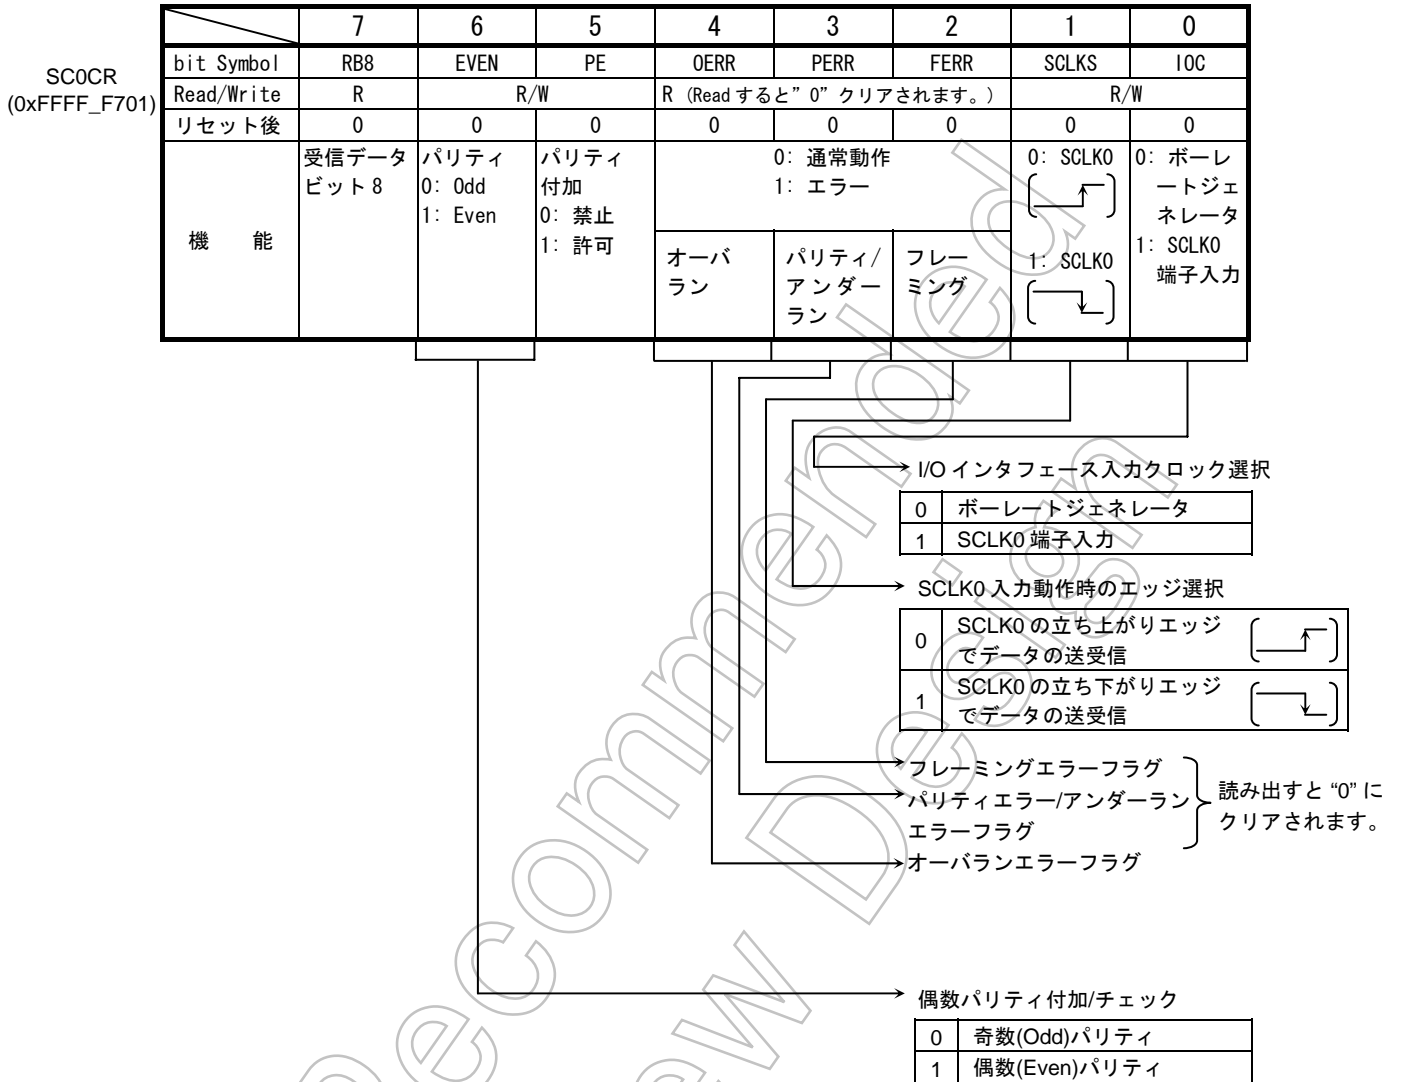 7 6 5 4 3 2 1 0
SC0CR
(0xFFFF_F701)
bit Symbol RB8 EVEN PE OERR PERR FERR SCLKS IOC
Read/Write R R/W R (Read すると”0”クリアされます。) R/W
リセット後 0 0 0 0 0 0 0 0
機 能
受信データ
ビット 8
パリティ
0: Odd
1: Even
パリティ
付加
0: 禁止
1: 許可
0: 通常動作
1: エラー
オーバ
ラン
パリティ/
アンダー
ラン
フレー
ミング
0: SCLK0
1: SCLK0
0: ボーレ
ートジェ
ネレータ
1: SCLK0
端子入力
I/O インタフェース入力クロック選択
0 ボーレートジェネレータ
1 SCLK0 端子入力
SCLK0 入力動作時のエッジ選択
0 SCLK0 の立ち上がりエッジ
でデータの送受信
1 SCLK0 の立ち下がりエッジ
でデータの送受信
フレーミングエラーフラグ
パリティエラー/アンダーラン
エラーフラグ
オーバランエラーフラグ
読み出すと “0” に
クリアされます。
偶数パリティ付加/チェック
0 奇数(Odd)パリティ
1 偶数(Even)パリティ
Recommended
ew Design